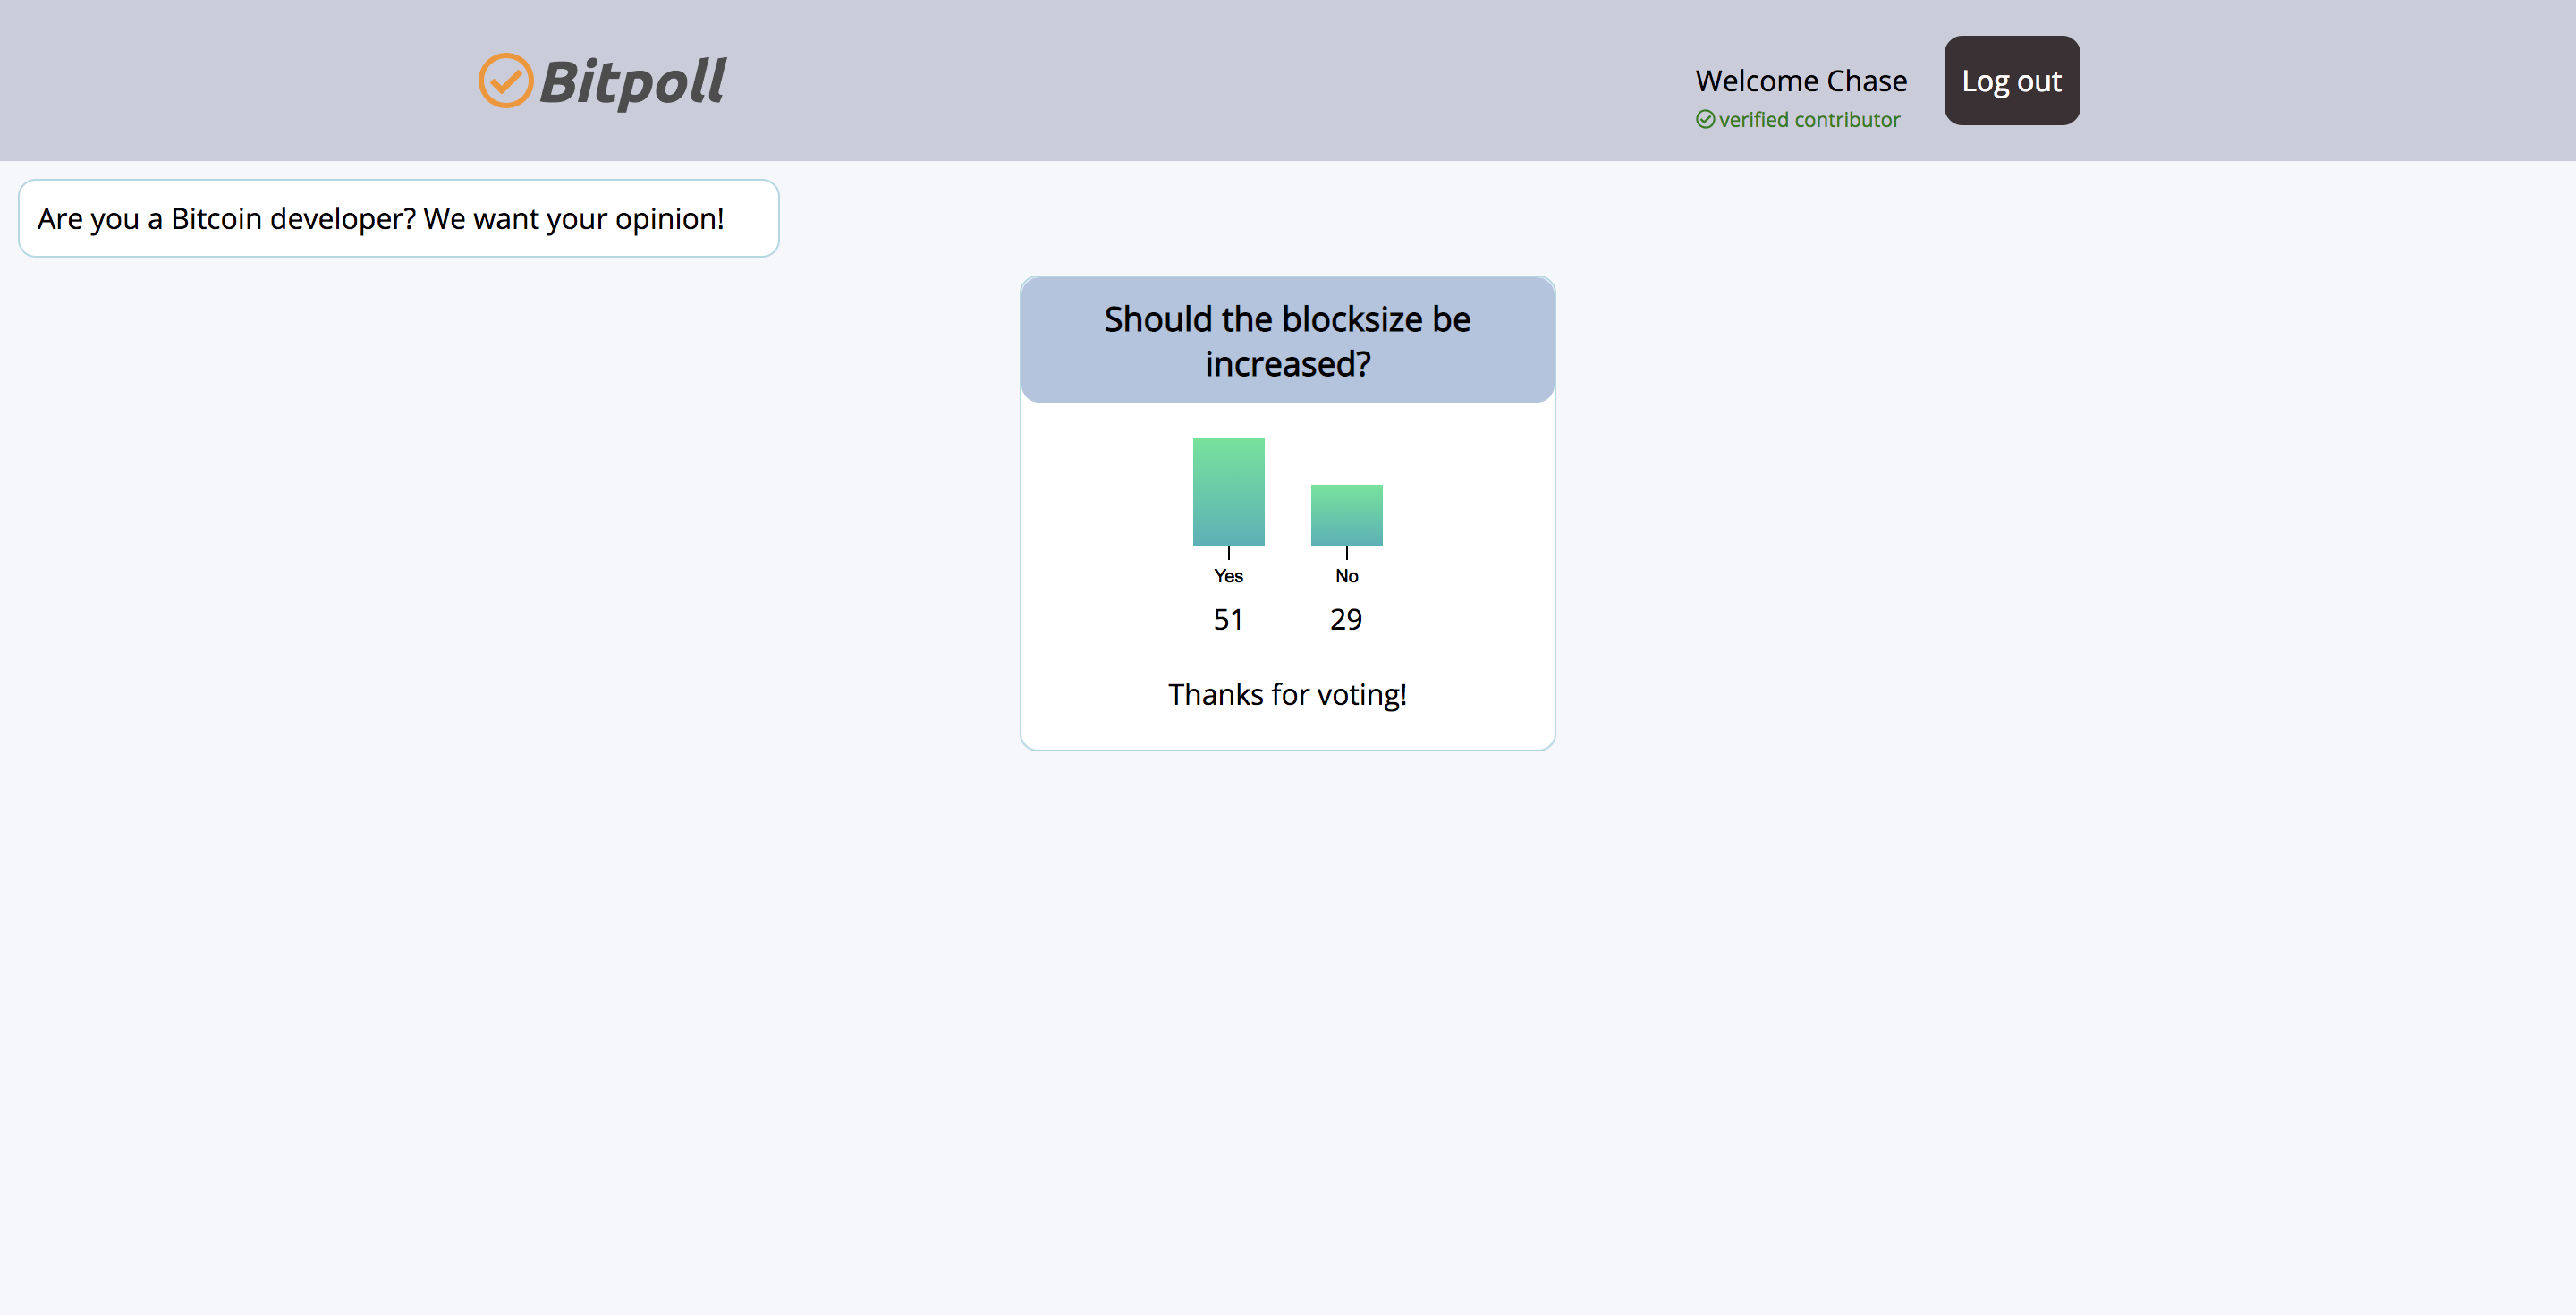 Bitpoll
Welcome Chase
verified contributor
Log out
Are you a Bitcoin developer? We want your opinion!
Should the blocksize be
increased?
Yes No
51 29
Thanks for voting!